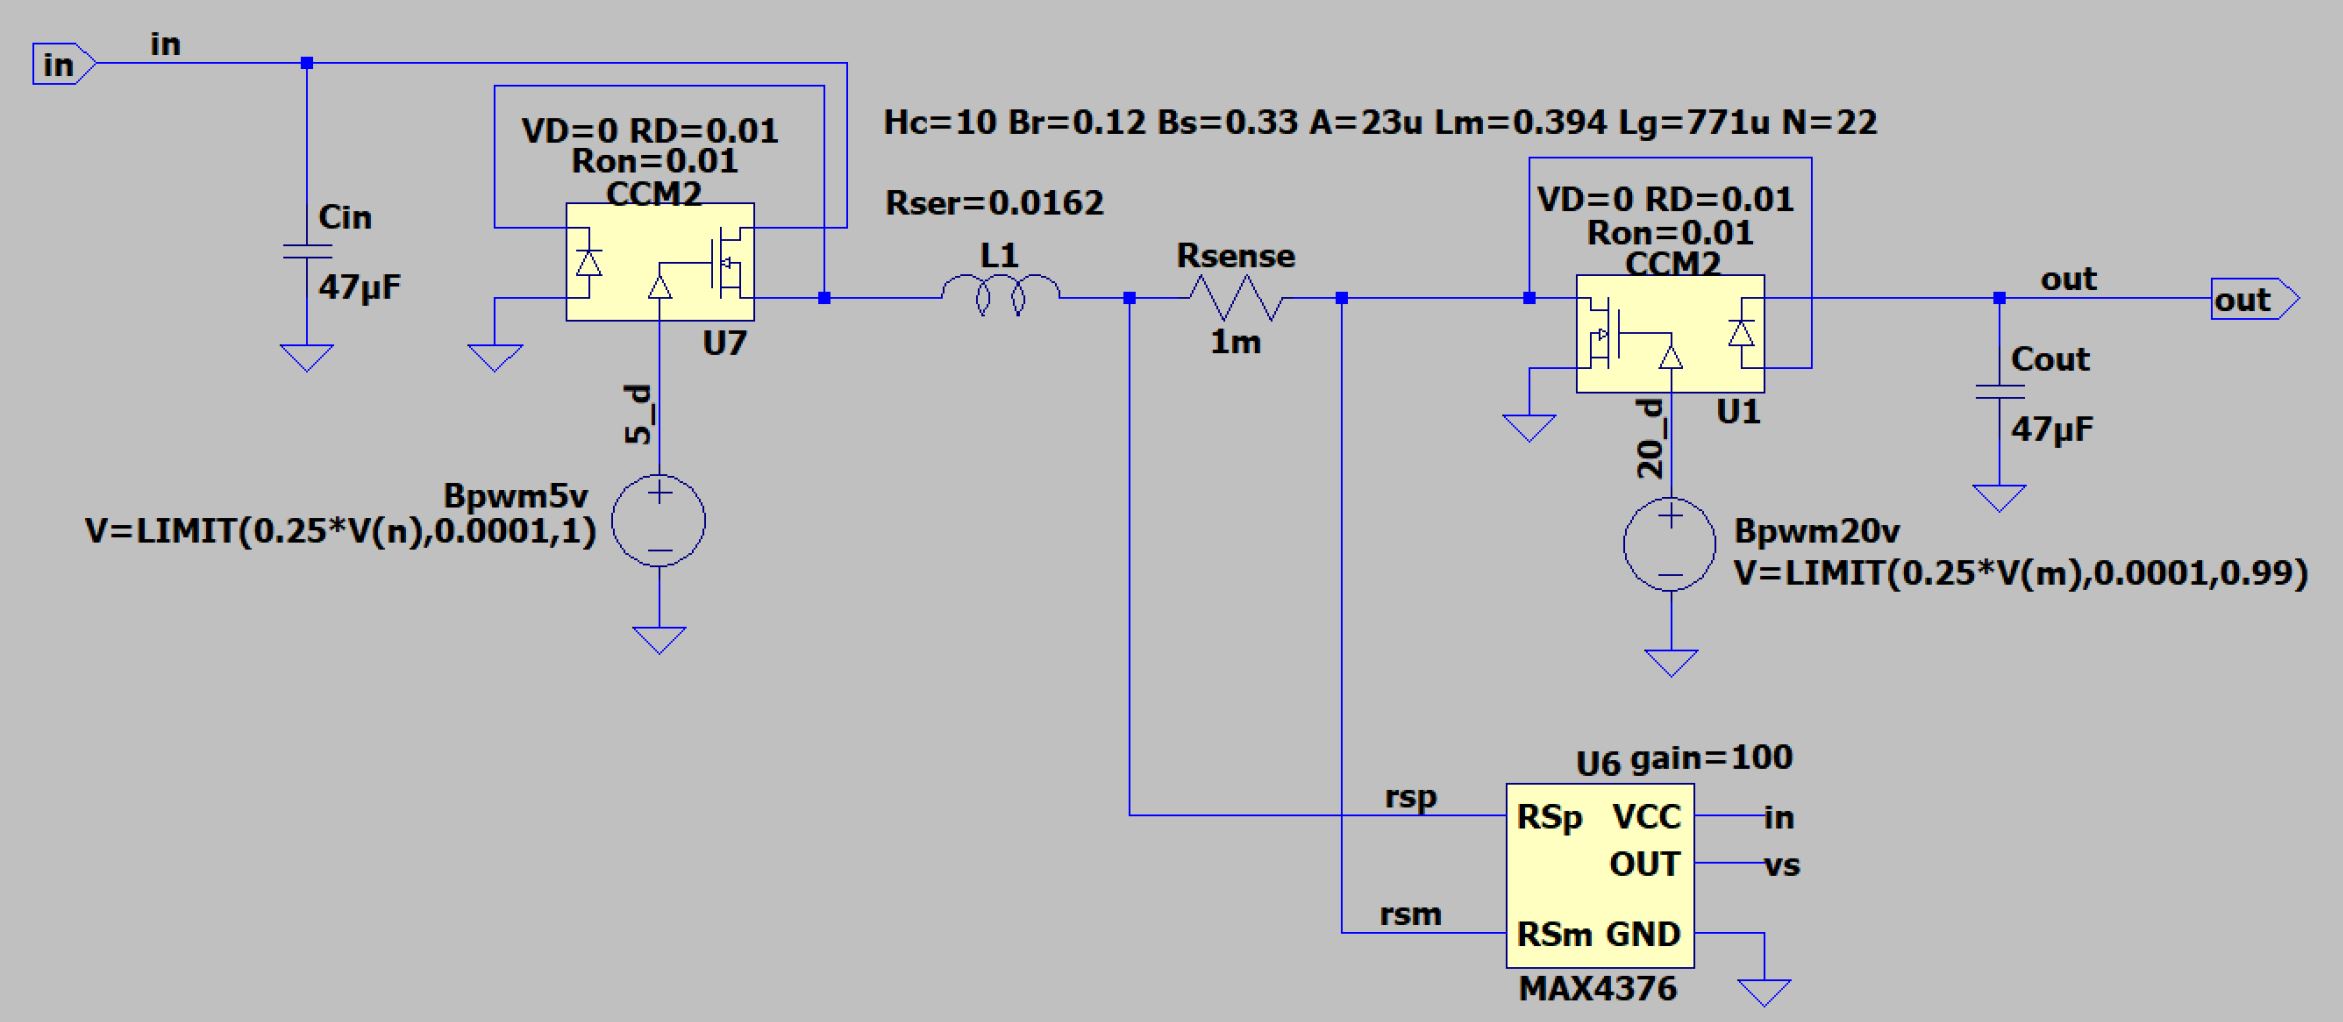 in
in
Hc=10 Br=0.12 Bs=0.33 A=23u Lm=0.394 Lg=771u N=22
VD=0 RD=0.01
Ron=0.01
CCM2
Rser=0.0162
VD=0 RD=0.01
Ron=0.01
CCM2
Cin
47µF
L1
Rsense
1m
out
out
U7
Cout
47µF
U1
5_d
20_d
Bpwm5v
V=LIMIT(0.25*V(n),0.0001,1)
Bpwm20v
V=LIMIT(0.25*V(m),0.0001,0.99)
U6 gain=100
rsp
RSp VCC
in
OUT
vs
rsm
RSm GND
MAX4376